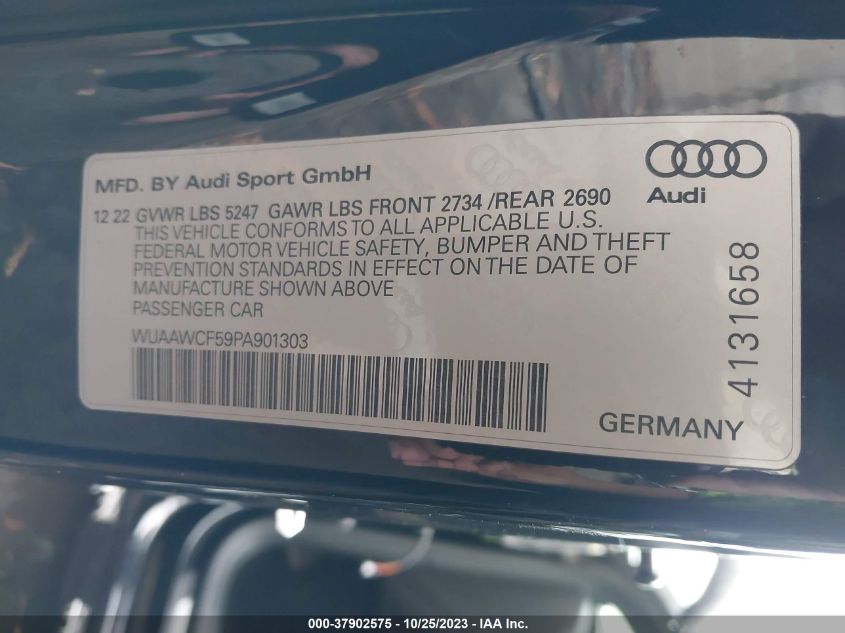 MFD. BY Audi Sport GmbH
Audi
12 22 GVWR LBS 5247 GAWR LBS FRONT 2734 /REAR 2690
THIS VEHICLE CONFORMS TO ALL APPLICABLE U.S.
FEDERAL MOTOR VEHICLE SAFETY, BUMPER AND THEFT
PREVENTION STANDARDS IN EFFECT ON THE DATE OF
MANUFACTURE SHOWN ABOVE
PASSENGER CAR
WUAAWCF59PA901303
4131658
GERMANY
000-37902575 - 10/25/2023 - IAA Inc.